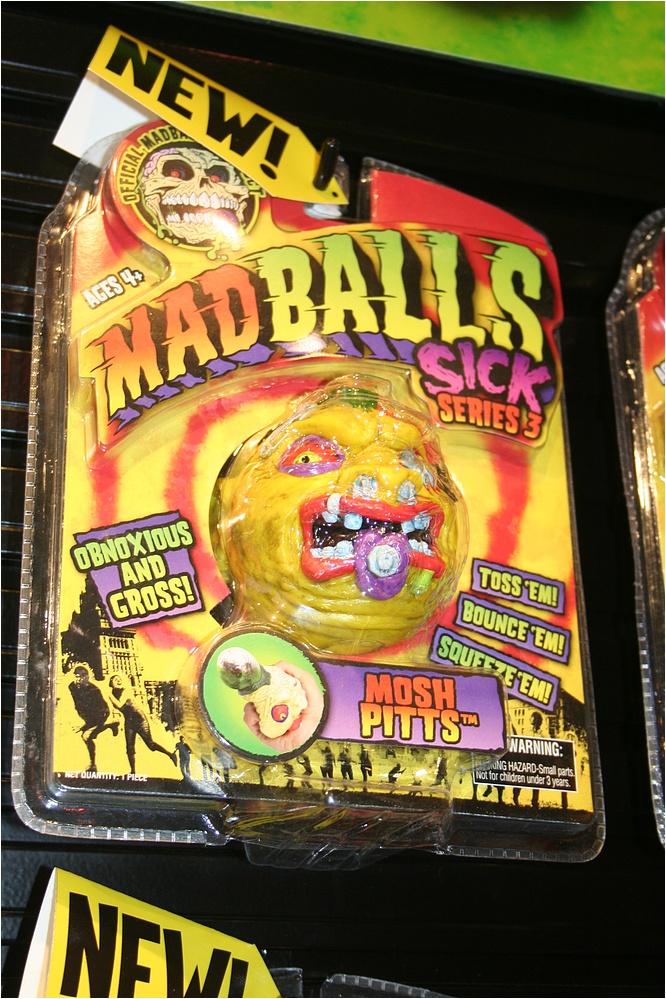 NEW!
OFFICIAL MADBA
AGES 4+
MADBALLS
SICK
SERIES 3
OBNOXIOUS
AND
GROSS!
TOSS 'EM!
BOUNCE 'EM!
SQUEEZE 'EM!
MOSH
PITTS™
WARNING:
HAZARD-Small parts.
Not for children under 3 years.
NET QUANTITY: 1 PIECE
NEW!